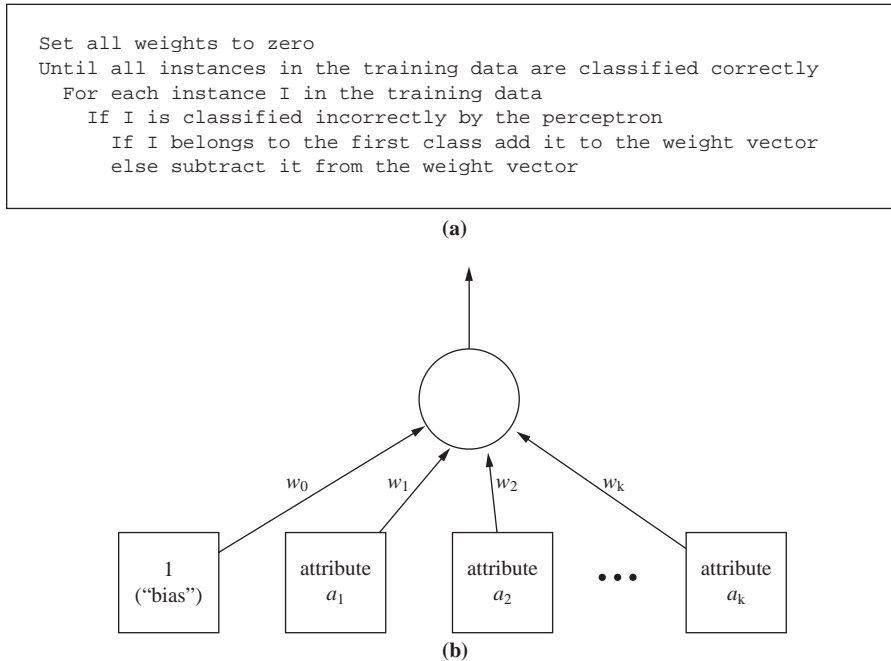 Set all weights to zero
Until all instances in the training data are classified correctly
For each instance I in the training data
If I is classified incorrectly by the perceptron
If I belongs to the first class add it to the weight vector
else subtract it from the weight vector
(a)
w0 w1 w2 wk
1 attribute attribute attribute
(“bias”) a1 a2 ••• ak
(b)